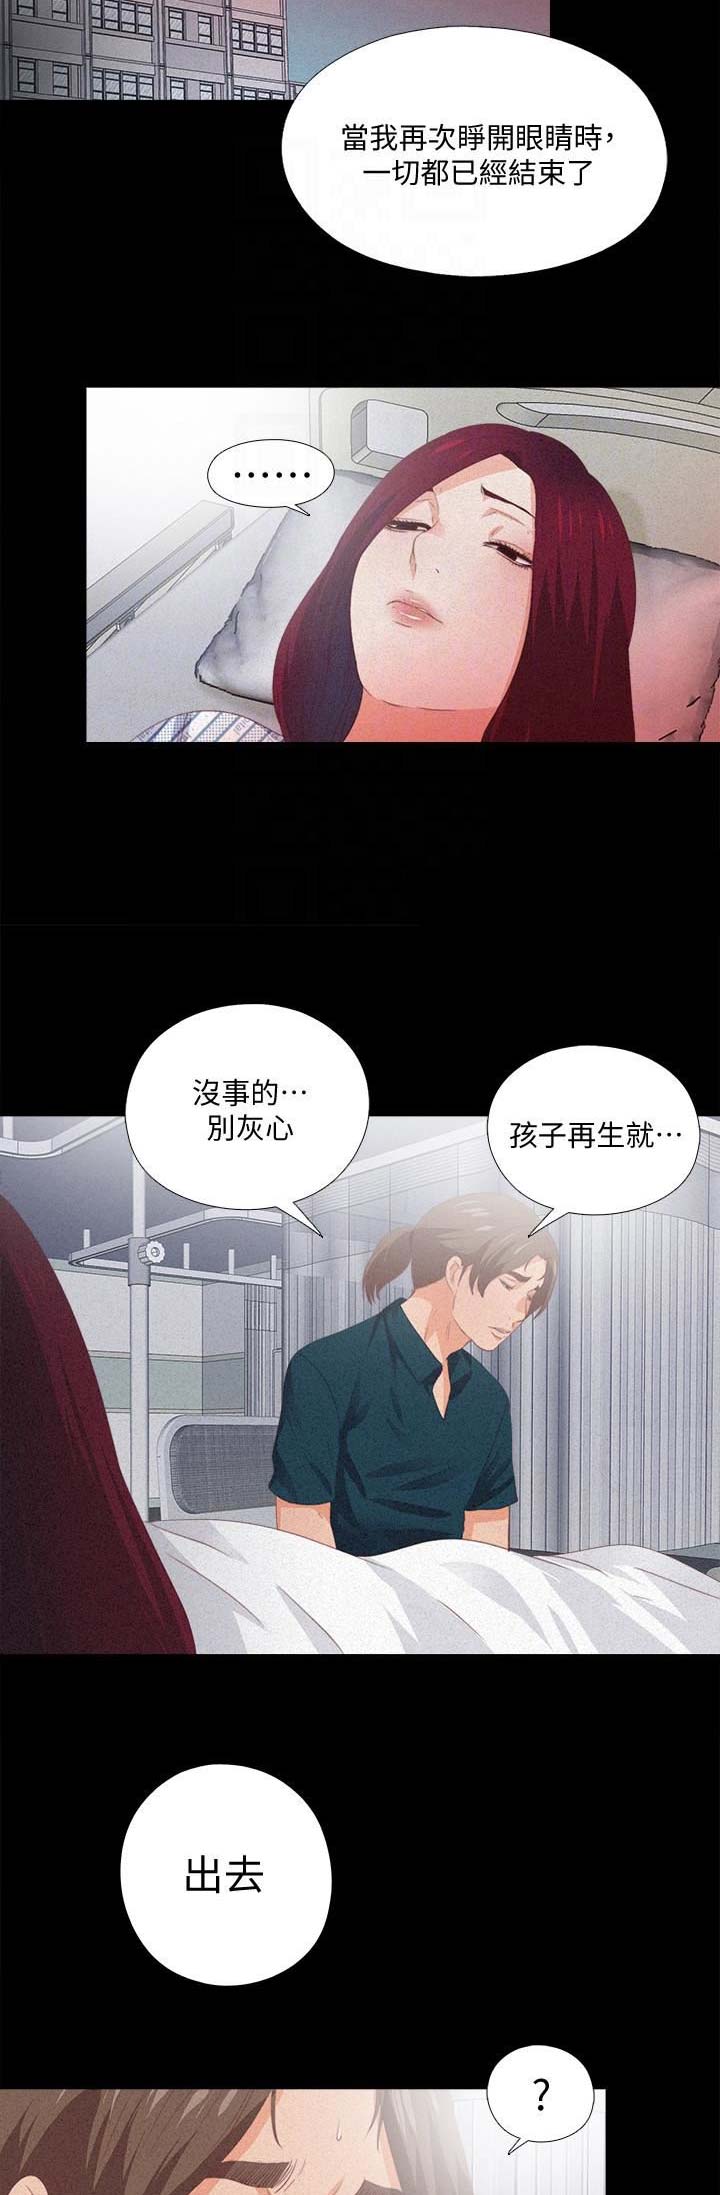 當我再次睜開眼睛時，
一切都已經結束了
……
沒事的…
別灰心
孩子再生就…
出去
?